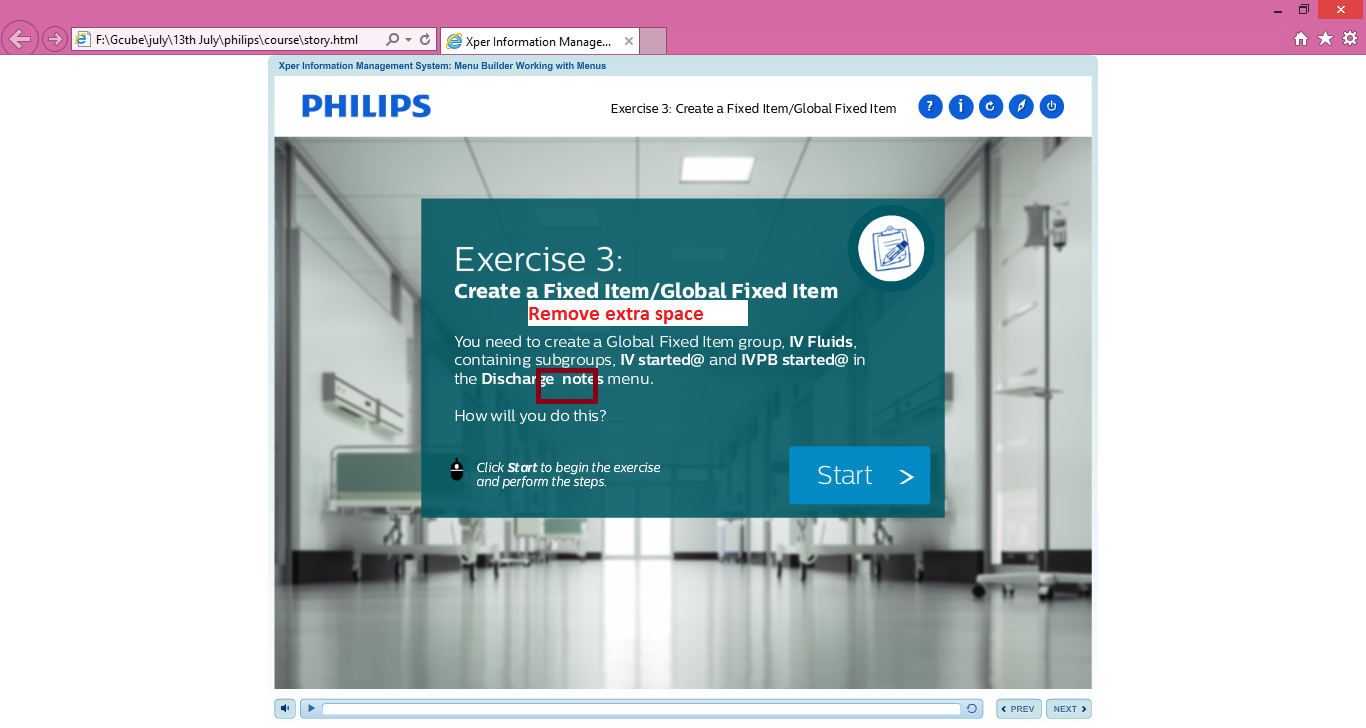 F:\Gcube\july\13th July\philips\course\story.html
Xper Information Manage...
Xper Information Management System: Menu Builder Working with Menus
PHILIPS
Exercise 3: Create a Fixed Item/Global Fixed Item
?
i
Exercise 3:
Create a Fixed Item/Global Fixed Item
Remove extra space
You need to create a Global Fixed Item group, IV Fluids,
containing subgroups, IV started@ and IVPB started@ in
the Discharge  notes menu.
How will you do this?
Click Start to begin the exercise
and perform the steps.
Start >
PREV
NEXT